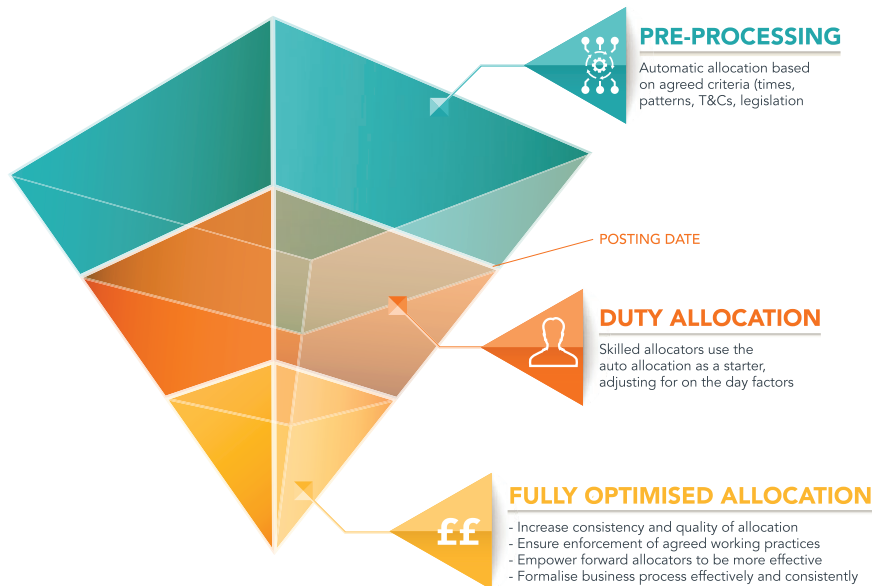 PRE-PROCESSING
Automatic allocation based
on agreed criteria (times,
patterns, T&Cs, legislation
POSTING DATE
DUTY ALLOCATION
Skilled allocators use the
auto allocation as a starter,
adjusting for on the day factors
££
FULLY OPTIMISED ALLOCATION
- Increase consistency and quality of allocation
- Ensure enforcement of agreed working practices
- Empower forward allocators to be more effective
- Formalise business process effectively and consistently